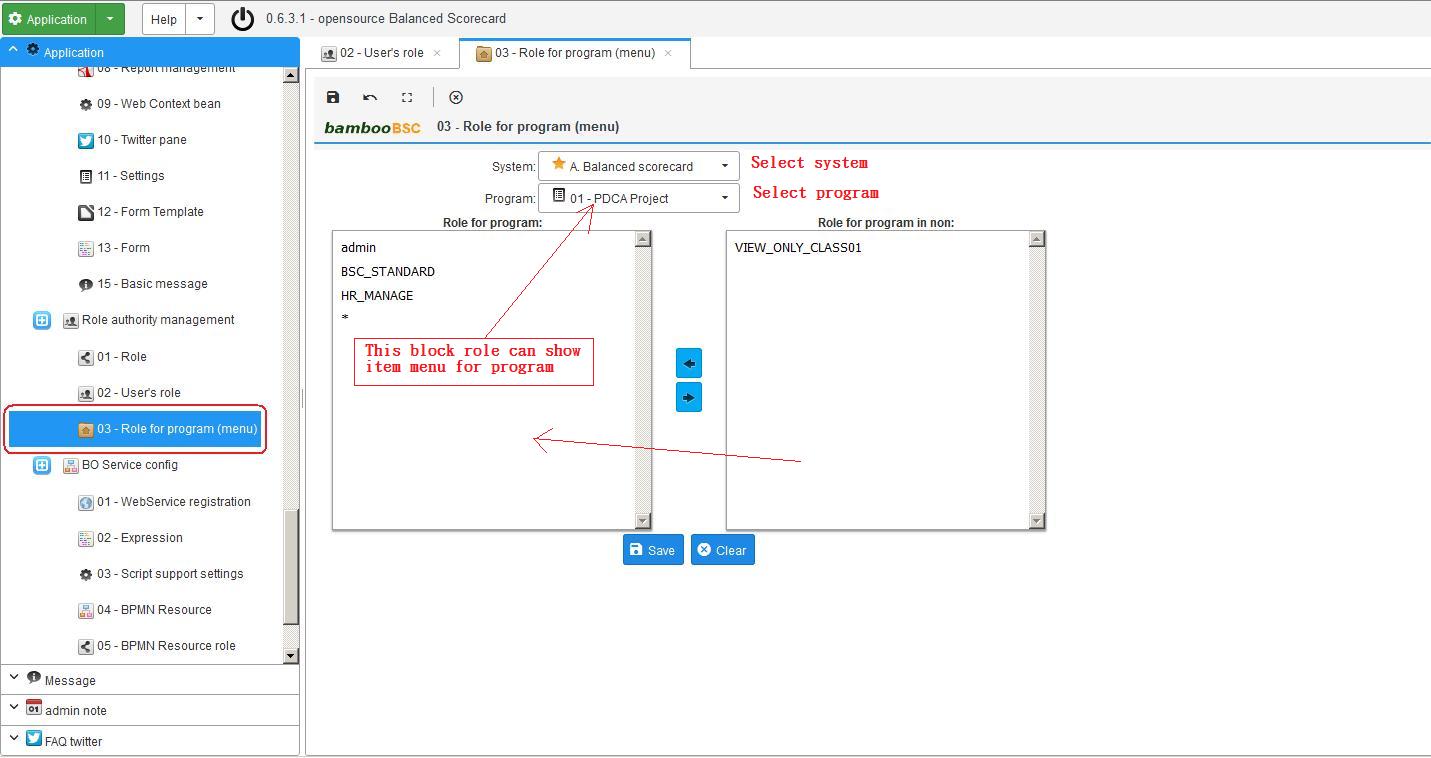 Application
Help
0.6.3.1 - opensource Balanced Scorecard
Application
08 - Report management
09 - Web Context bean
10 - Twitter pane
11 - Settings
12 - Form Template
13 - Form
15 - Basic message
Role authority management
01 - Role
02 - User's role
03 - Role for program (menu)
BO Service config
01 - WebService registration
02 - Expression
03 - Script support settings
04 - BPMN Resource
05 - BPMN Resource role
Message
admin note
FAQ twitter
02 - User's role
03 - Role for program (menu)
bambooBSC 03 - Role for program (menu)
System: A. Balanced scorecard Select system
Program: 01 - PDCA Project Select program
Role for program:
admin
BSC_STANDARD
HR_MANAGE
*
This block role can show
item menu for program
Role for program in non:
VIEW_ONLY_CLASS01
Save
Clear